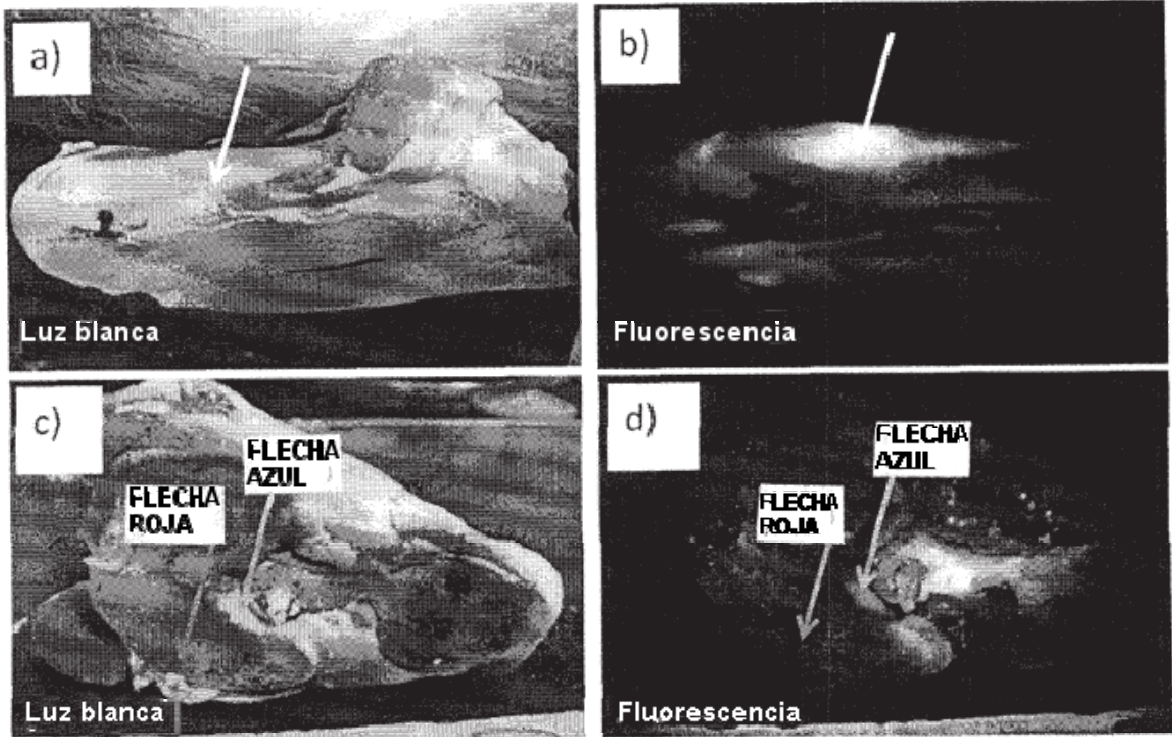 a)
b)
Luz blanca
Fluorescencia
c)
FLECHA
AZUL
FLECHA
ROJA
Luz blanca
d)
FLECHA
AZUL
FLECHA
ROJA
Fluorescencia